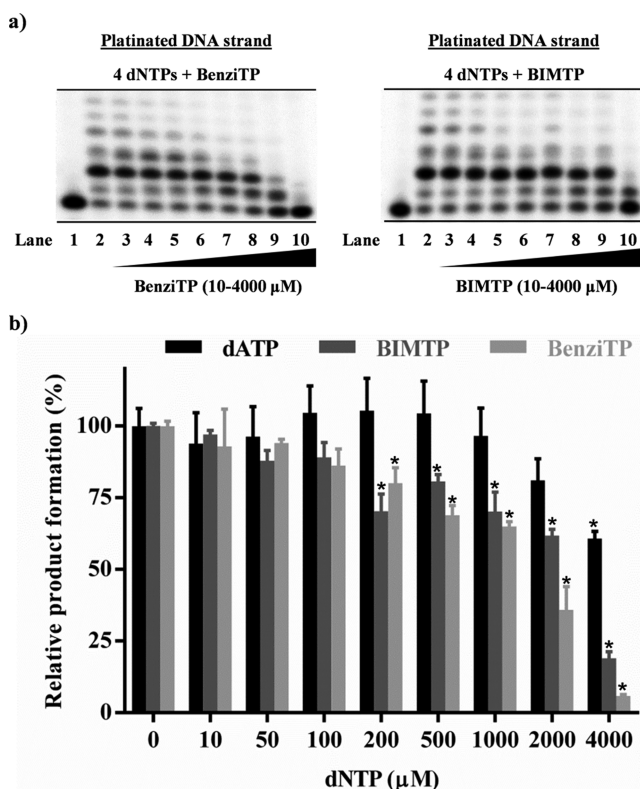 a)
Platinated DNA strand
4 dNTPs + BenziTP
Lane 1 2 3 4 5 6 7 8 9 10
BenziTP (10-4000 µM)
Platinated DNA strand
4 dNTPs + BIMTP
Lane 1 2 3 4 5 6 7 8 9 10
BIMTP (10-4000 µM)
b)
dATP BIMTP BenziTP
Relative product formation (%)
100
75
50
25
0
* * * * * * * * *
0 10 50 100 200 500 1000 2000 4000
dNTP (µM)